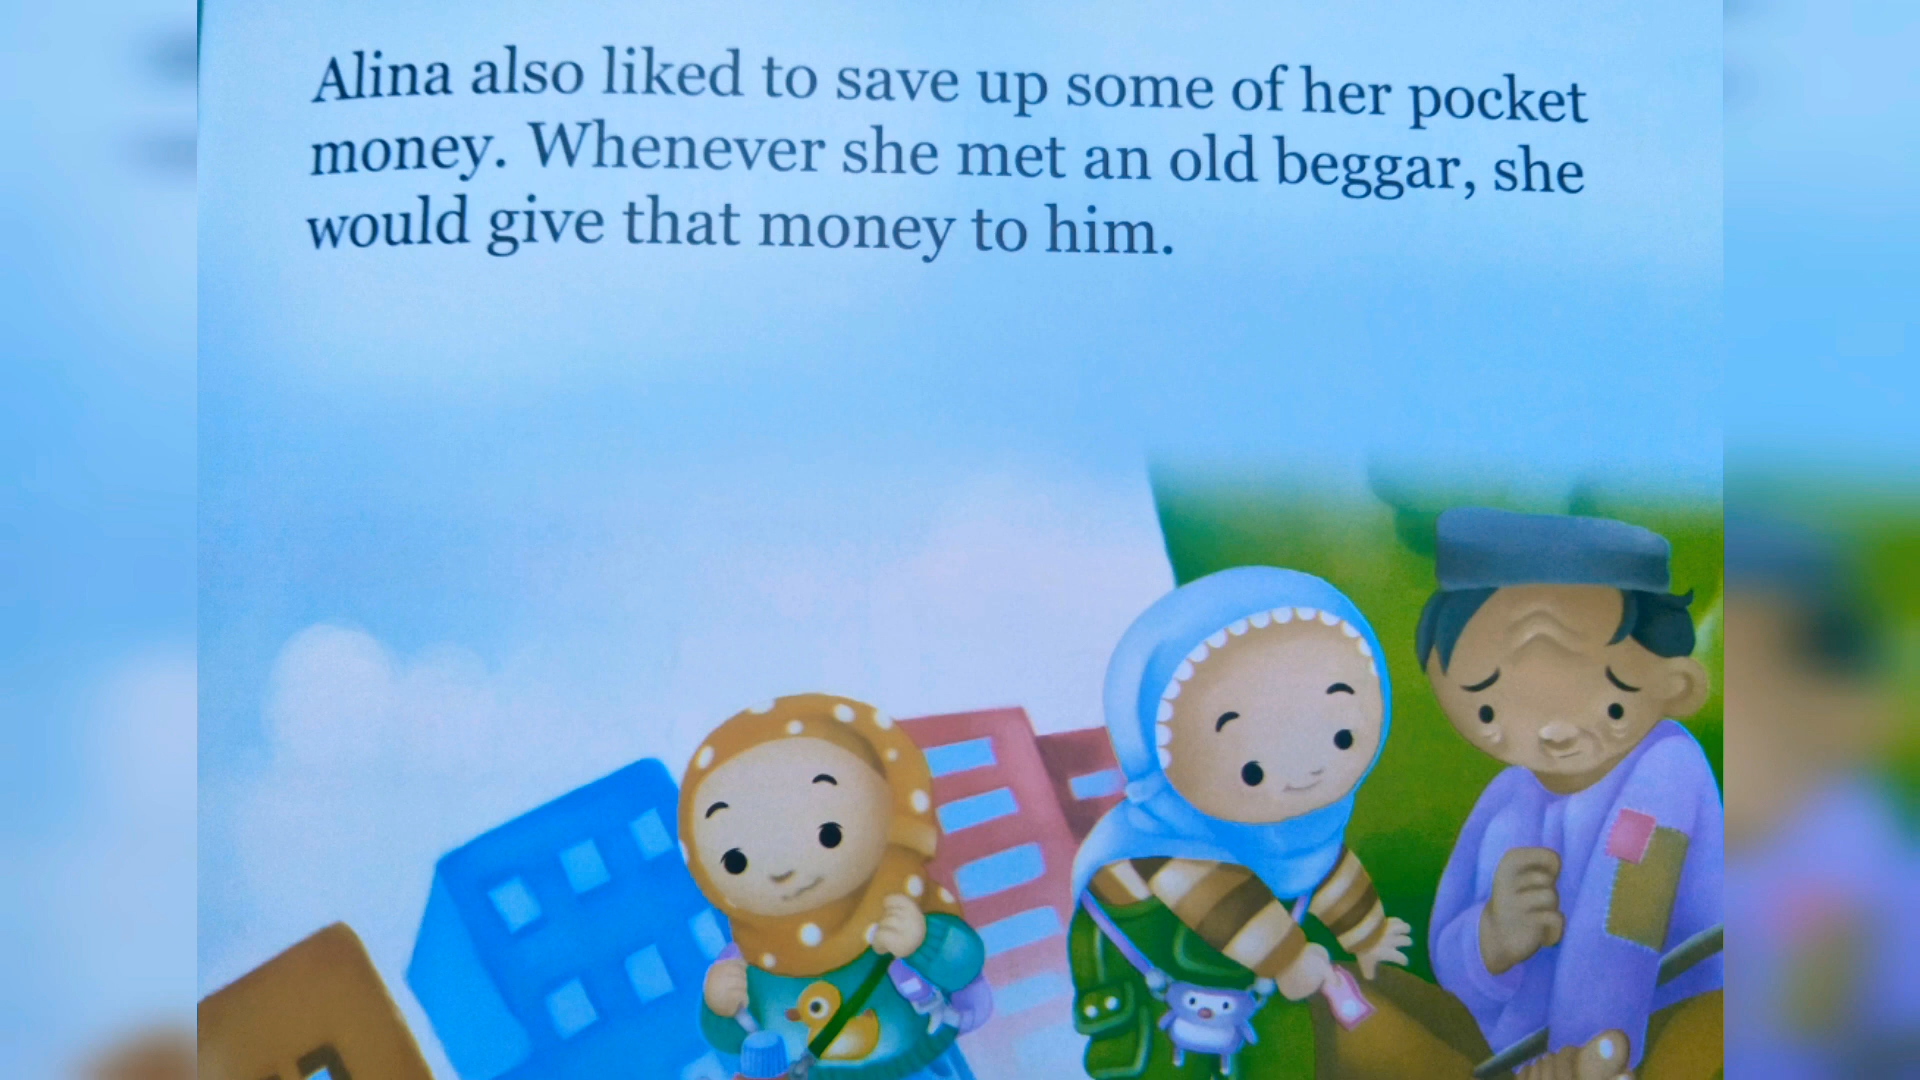 Alina also liked to save up some of her pocket
money. Whenever she met an old beggar, she
would give that money to him.